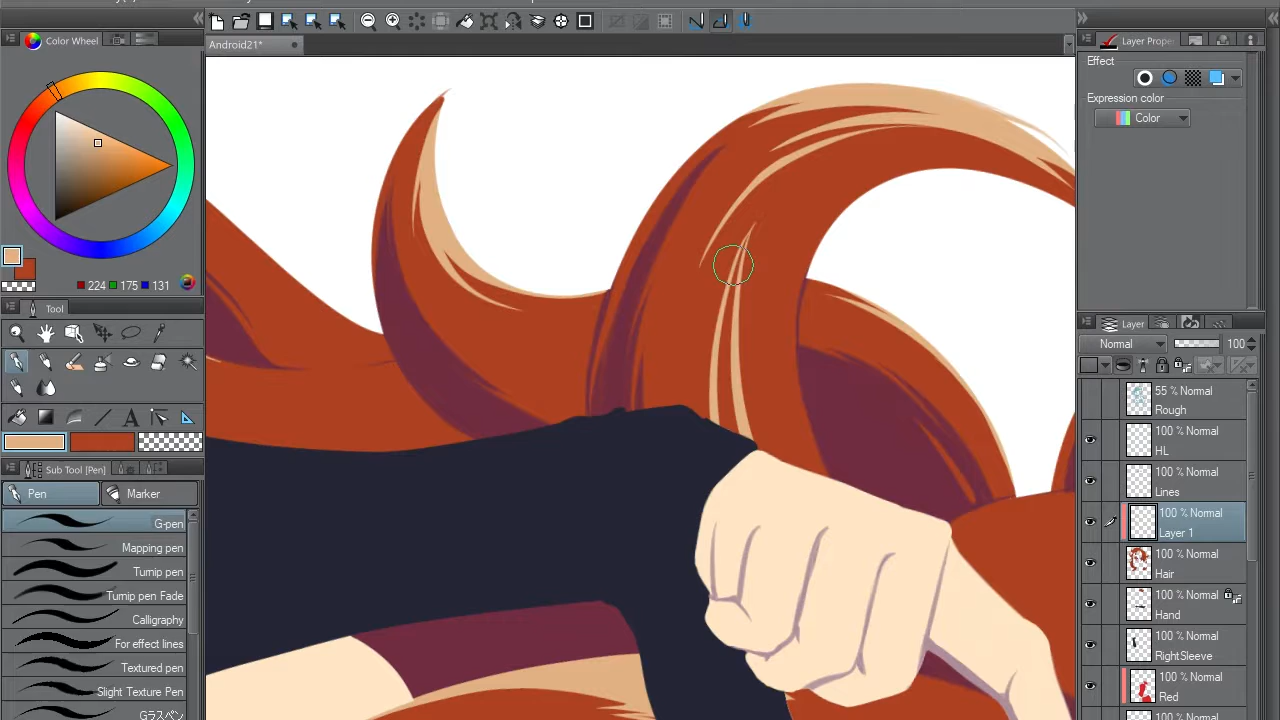 Android21*
Color Wheel
224 175 131
Tool
Sub Tool [Pen]
Pen
Marker
G-pen
Mapping pen
Turnip pen
Turnip pen Fade
Calligraphy
For effect lines
Textured pen
Slight Texture Pen
Gラスペン
Layer Prope
Effect
Expression color
Color
Layer
Normal
100
55 % Normal
Rough
100 % Normal
HL
100 % Normal
Lines
100 % Normal
Layer 1
100 % Normal
Hair
100 % Normal
Hand
100 % Normal
RightSleeve
100 % Normal
Red
100 % Normal